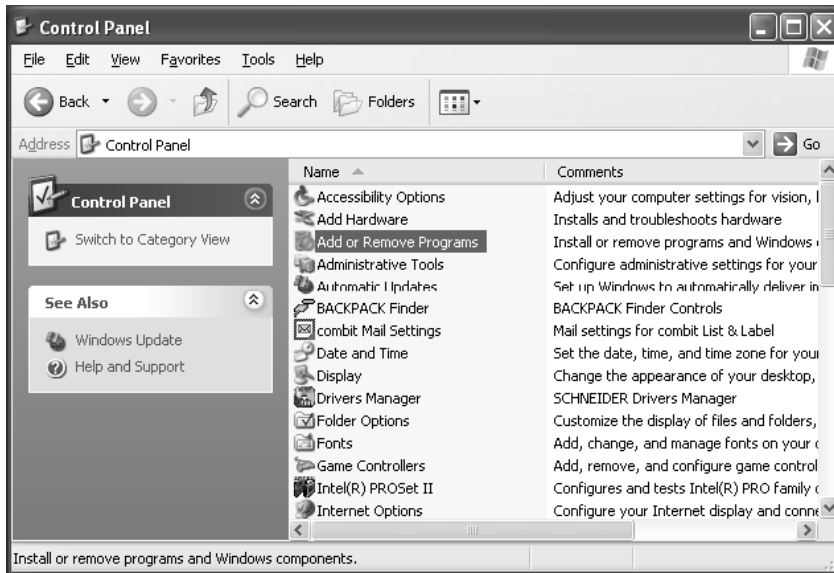 Control Panel
File Edit View Favorites Tools Help
Back Search Folders
Address Control Panel Go
Control Panel
Switch to Category View
See Also
Windows Update
Help and Support
Name Comments
Accessibility Options Adjust your computer settings for vision,
Add Hardware Installs and troubleshoots hardware
Add or Remove Programs Install or remove programs and Windows
Administrative Tools Configure administrative settings for your
Automatic Updates Set up Windows to automatically deliver in
BACKPACK Finder BACKPACK Finder Controls
combit Mail Settings Mail settings for combit List & Label
Date and Time Set the date, time, and time zone for your
Display Change the appearance of your desktop,
Drivers Manager SCHNEIDER Drivers Manager
Folder Options Customize the display of files and folders,
Fonts Add, change, and manage fonts on your
Game Controllers Add, remove, and configure game control
Intel(R) PROSet II Configures and tests Intel(R) PRO family
Internet Options Configure your Internet display and conne
Install or remove programs and Windows components.